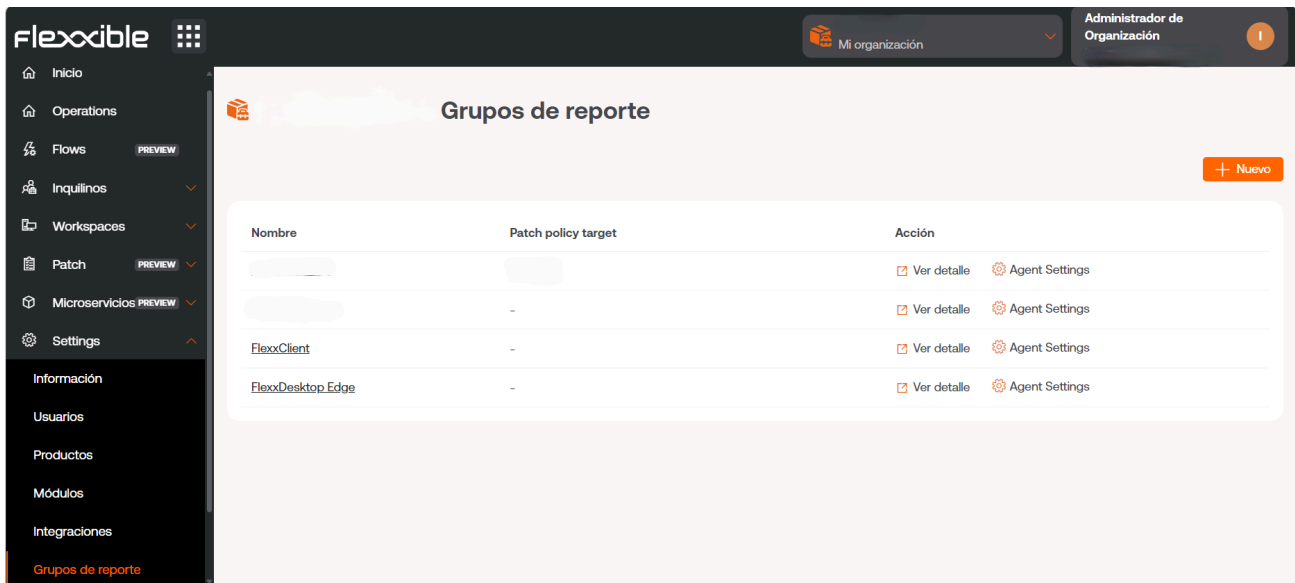 Flexxible
Mi organización
Administrador de
Organización
I
Inicio
Operations
Flows PREVIEW
Inquilinos
Workspaces
Patch PREVIEW
Microservicios PREVIEW
Settings
Información
Usuarios
Productos
Módulos
Integraciones
Grupos de reporte
Grupos de reporte
Nuevo
Nombre Patch policy target Acción
Ver detalle Agent Settings
- Ver detalle Agent Settings
FlexxClient - Ver detalle Agent Settings
FlexxDesktop Edge - Ver detalle Agent Settings